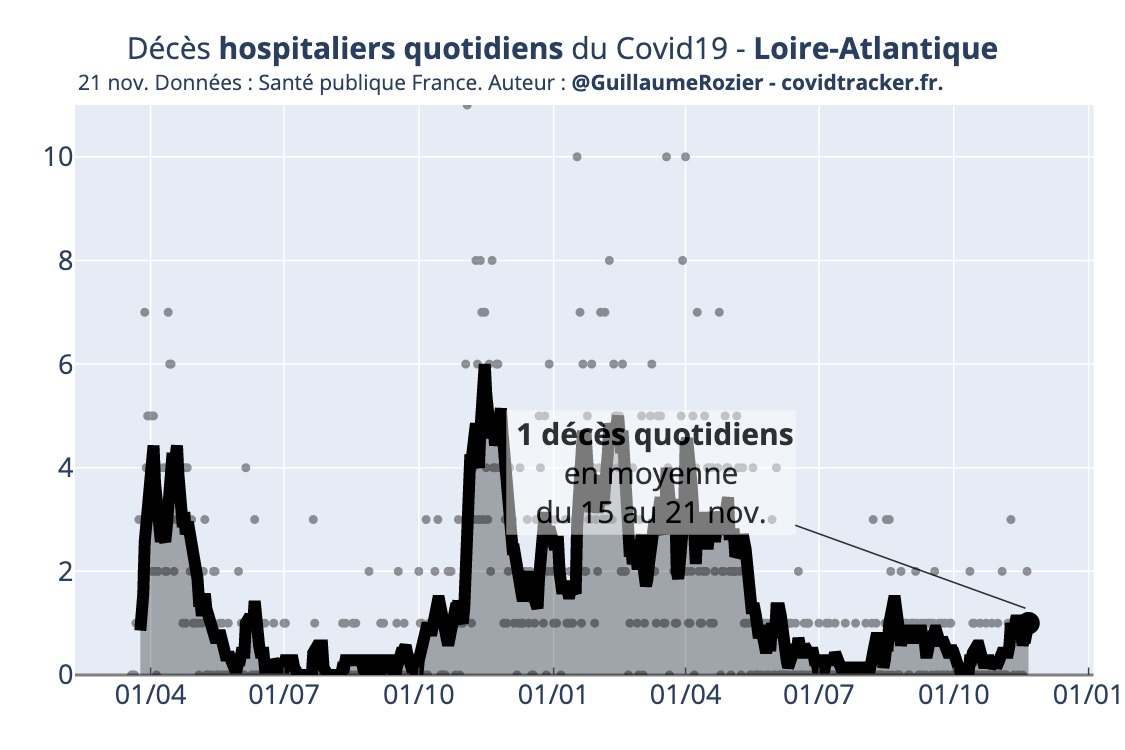 Décès hospitaliers quotidiens du Covid19 - Loire-Atlantique
21 nov. Données : Santé publique France. Auteur : @GuillaumeRozier - covidtracker.fr.
10
8
6
4
2
0
1 décès quotidiens
en moyenne
du 15 au 21 nov.
01/04 01/07 01/10 01/01 01/04 01/07 01/10 01/01